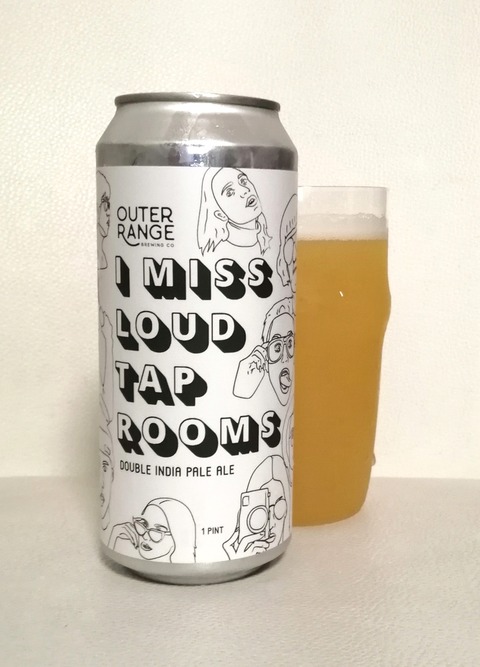 OUTER
RANGE
BREWING CO
I MISS
LOUD
TAP
ROOMS
DOUBLE INDIA PALE ALE
1 PINT